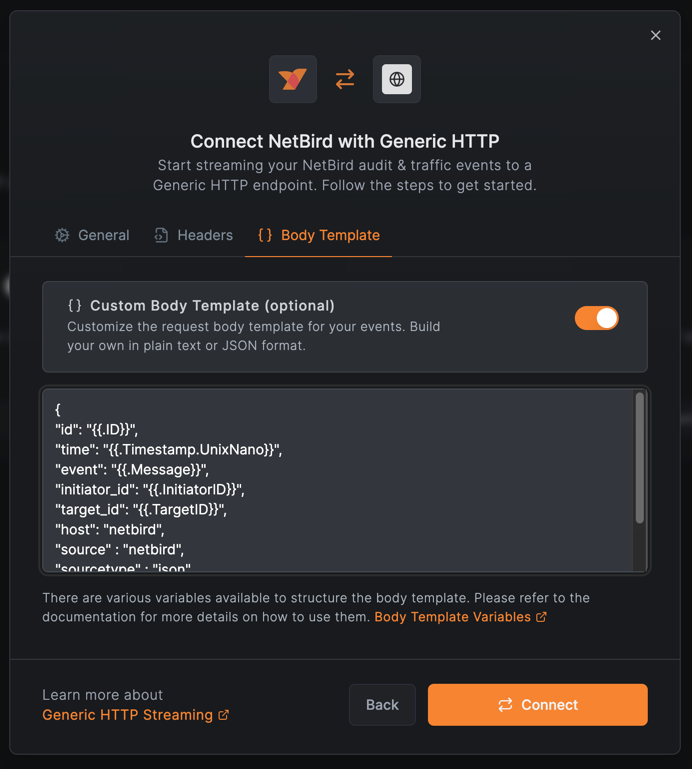 Connect NetBird with Generic HTTP
Start streaming your NetBird audit & traffic events to a
Generic HTTP endpoint. Follow the steps to get started.
General
Headers
{ } Body Template
{ } Custom Body Template (optional)
Customize the request body template for your events. Build
your own in plain text or JSON format.
{
"id": "{{.ID}}",
"time": "{{.Timestamp.UnixNano}}",
"event": "{{.Message}}",
"initiator_id": "{{.InitiatorID}}",
"target_id": "{{.TargetID}}",
"host": "netbird",
"source" : "netbird",
"sourcetype" : "json"
There are various variables available to structure the body template. Please refer to the
documentation for more details on how to use them. Body Template Variables
Learn more about
Generic HTTP Streaming
Back
Connect